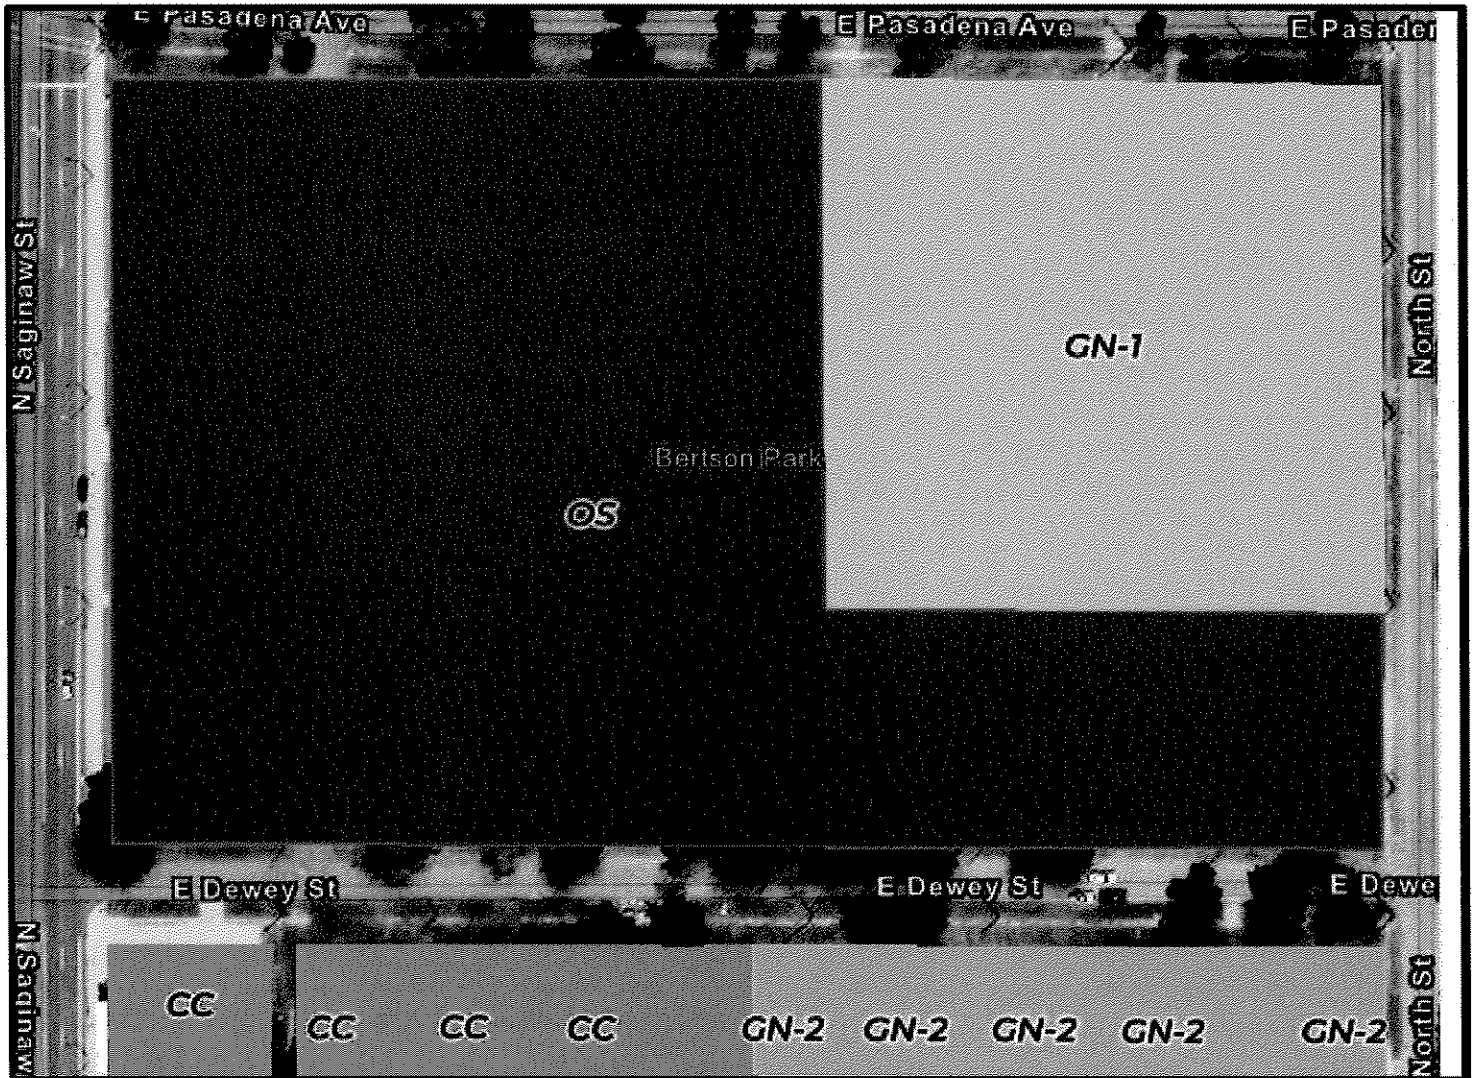 E Pasadena Ave
E Pasadena Ave
E Pasader
N Saginaw St
North St
GN-1
Bertson Park
OS
E Dewey St
E Dewey St
E Dewe
N Saginaw
North St
CC
CC
CC
CC
GN-2
GN-2
GN-2
GN-2
GN-2